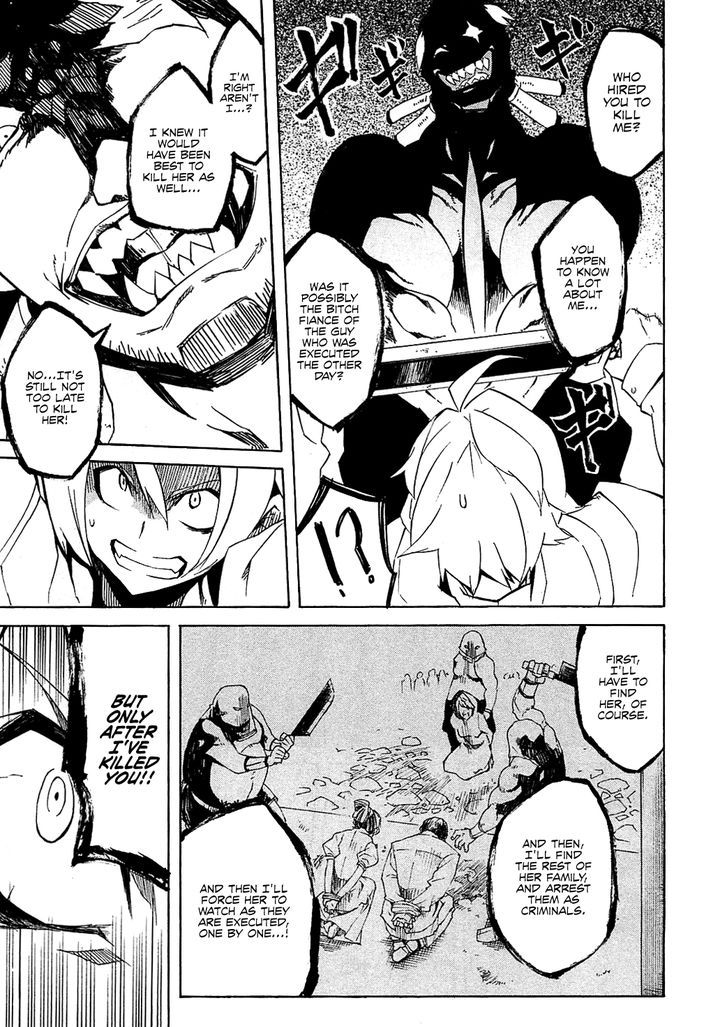 WHO
HIRED
YOU TO
KILL
ME?
ギギギ!!
YOU
HAPPEN
TO KNOW
A LOT
ABOUT
ME...
WAS IT
POSSIBLY
THE BITCH
FIANCE
OF THE GUY
WHO WAS
EXECUTED
THE OTHER
DAY?
ギ
!?
I'M
RIGHT
AREN'T
I...?
I KNEW IT
WOULD
HAVE BEEN
BEST TO
KILL HER AS
WELL...
NO...IT'S
STILL NOT
TOO LATE
TO KILL
HER!
FIRST,
I'LL
HAVE TO
FIND
HER, OF
COURSE.
AND THEN,
I'LL FIND
THE REST OF
HER FAMILY,
AND ARREST
THEM AS
CRIMINALS.
AND THEN I'LL
FORCE HER TO
WATCH AS THEY
ARE EXECUTED,
ONE BY ONE...!
BUT
ONLY
AFTER
I'VE
KILLED
YOU!!